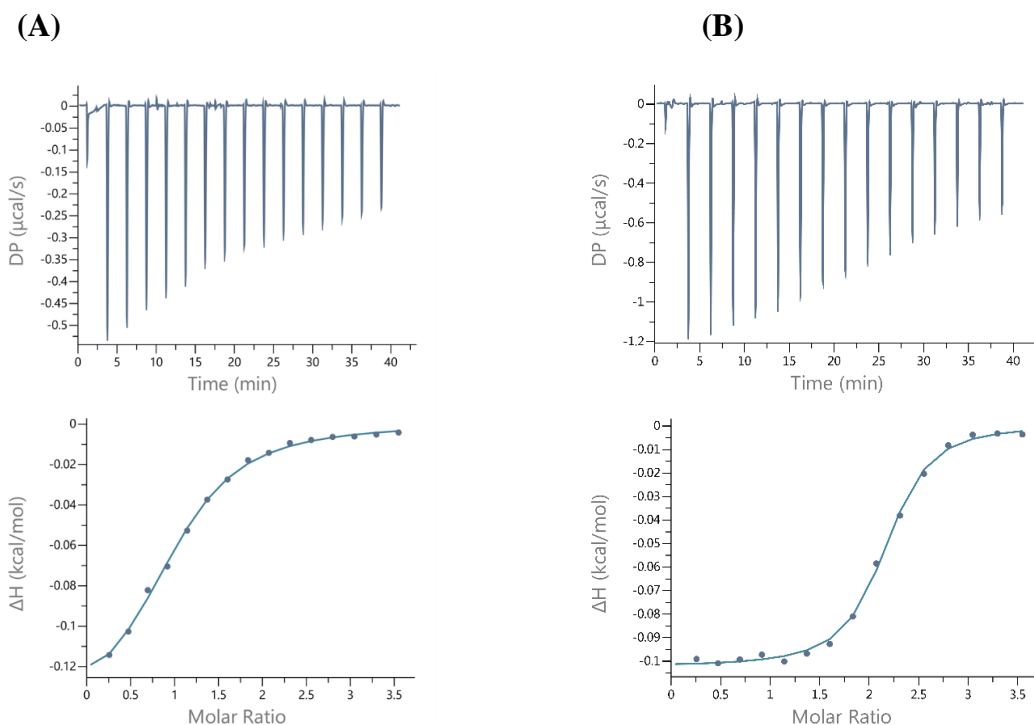 (A)
(B)
0
-0.05
-0.1
-0.15
-0.2
-0.25
-0.3
-0.35
-0.4
-0.45
-0.5
DP (µcal/s)
0 5 10 15 20 25 30 35 40
Time (min)
0
-0.2
-0.4
-0.6
-0.8
-1
-1.2
DP (µcal/s)
0 5 10 15 20 25 30 35 40
Time (min)
0
-0.02
-0.04
-0.06
-0.08
-0.1
-0.12
ΔH (kcal/mol)
0 0.5 1 1.5 2 2.5 3 3.5
Molar Ratio
0
-0.01
-0.02
-0.03
-0.04
-0.05
-0.06
-0.07
-0.08
-0.09
-0.1
ΔH (kcal/mol)
0 0.5 1 1.5 2 2.5 3 3.5
Molar Ratio